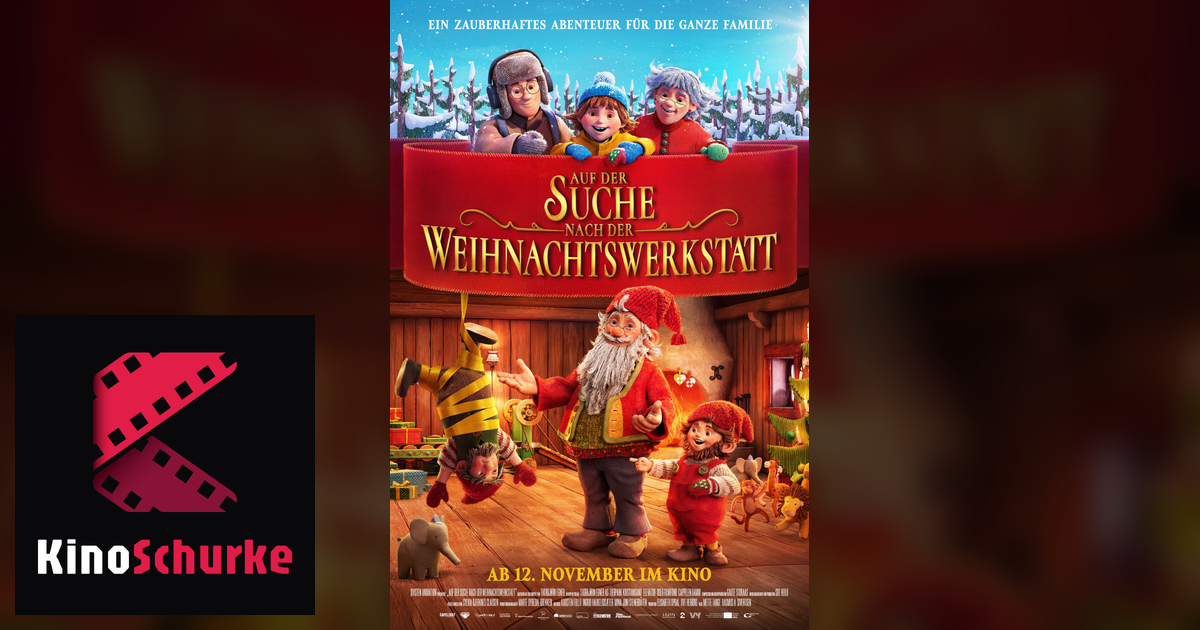 EIN ZAUBERHAFTES ABENTEUER FÜR DIE GANZE FAMILIE
AUF DER
SUCHE
NACH DER
WEIHNACHTSWERKSTATT
AB 12. NOVEMBER IM KINO
KinoSchurke